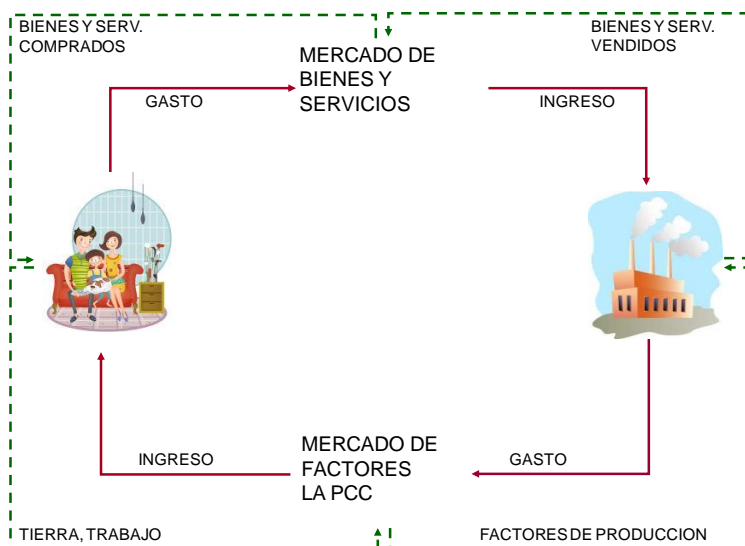 BIENES Y SERV.
COMPRADOS
MERCADO DE
BIENES Y
SERVICIOS
BIENES Y SERV.
VENDIDOS
GASTO
INGRESO
INGRESO
MERCADO DE
FACTORES
LA PCC
GASTO
TIERRA, TRABAJO
FACTORES DE PRODUCCION